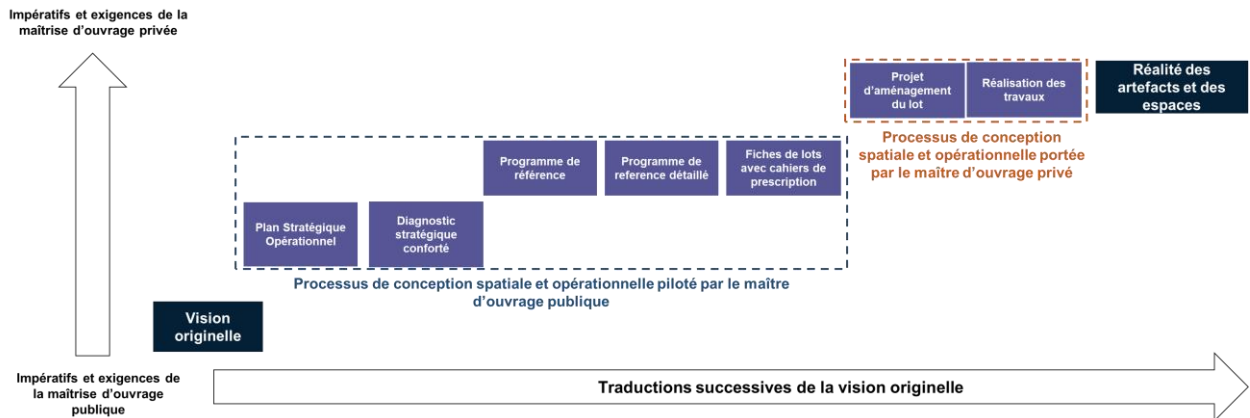 Impératifs et exigences de la
maîtrise d'ouvrage privée
Projet
d'aménagement
du lot
Réalisation des
travaux
Réalité des
artefacts et des
espaces
Processus de conception
spatiale et opérationnelle portée
par le maître d'ouvrage privé
Programme de
référence
Programme de
reference détaillé
Fiches de lots
avec cahiers de
prescription
Plan Stratégique
Opérationnel
Diagnostic
stratégique
conforté
Processus de conception spatiale et opérationnelle piloté par le maître
d'ouvrage publique
Vision
originelle
Impératifs et exigences de
la maîtrise d'ouvrage
publique
Traductions successives de la vision originelle